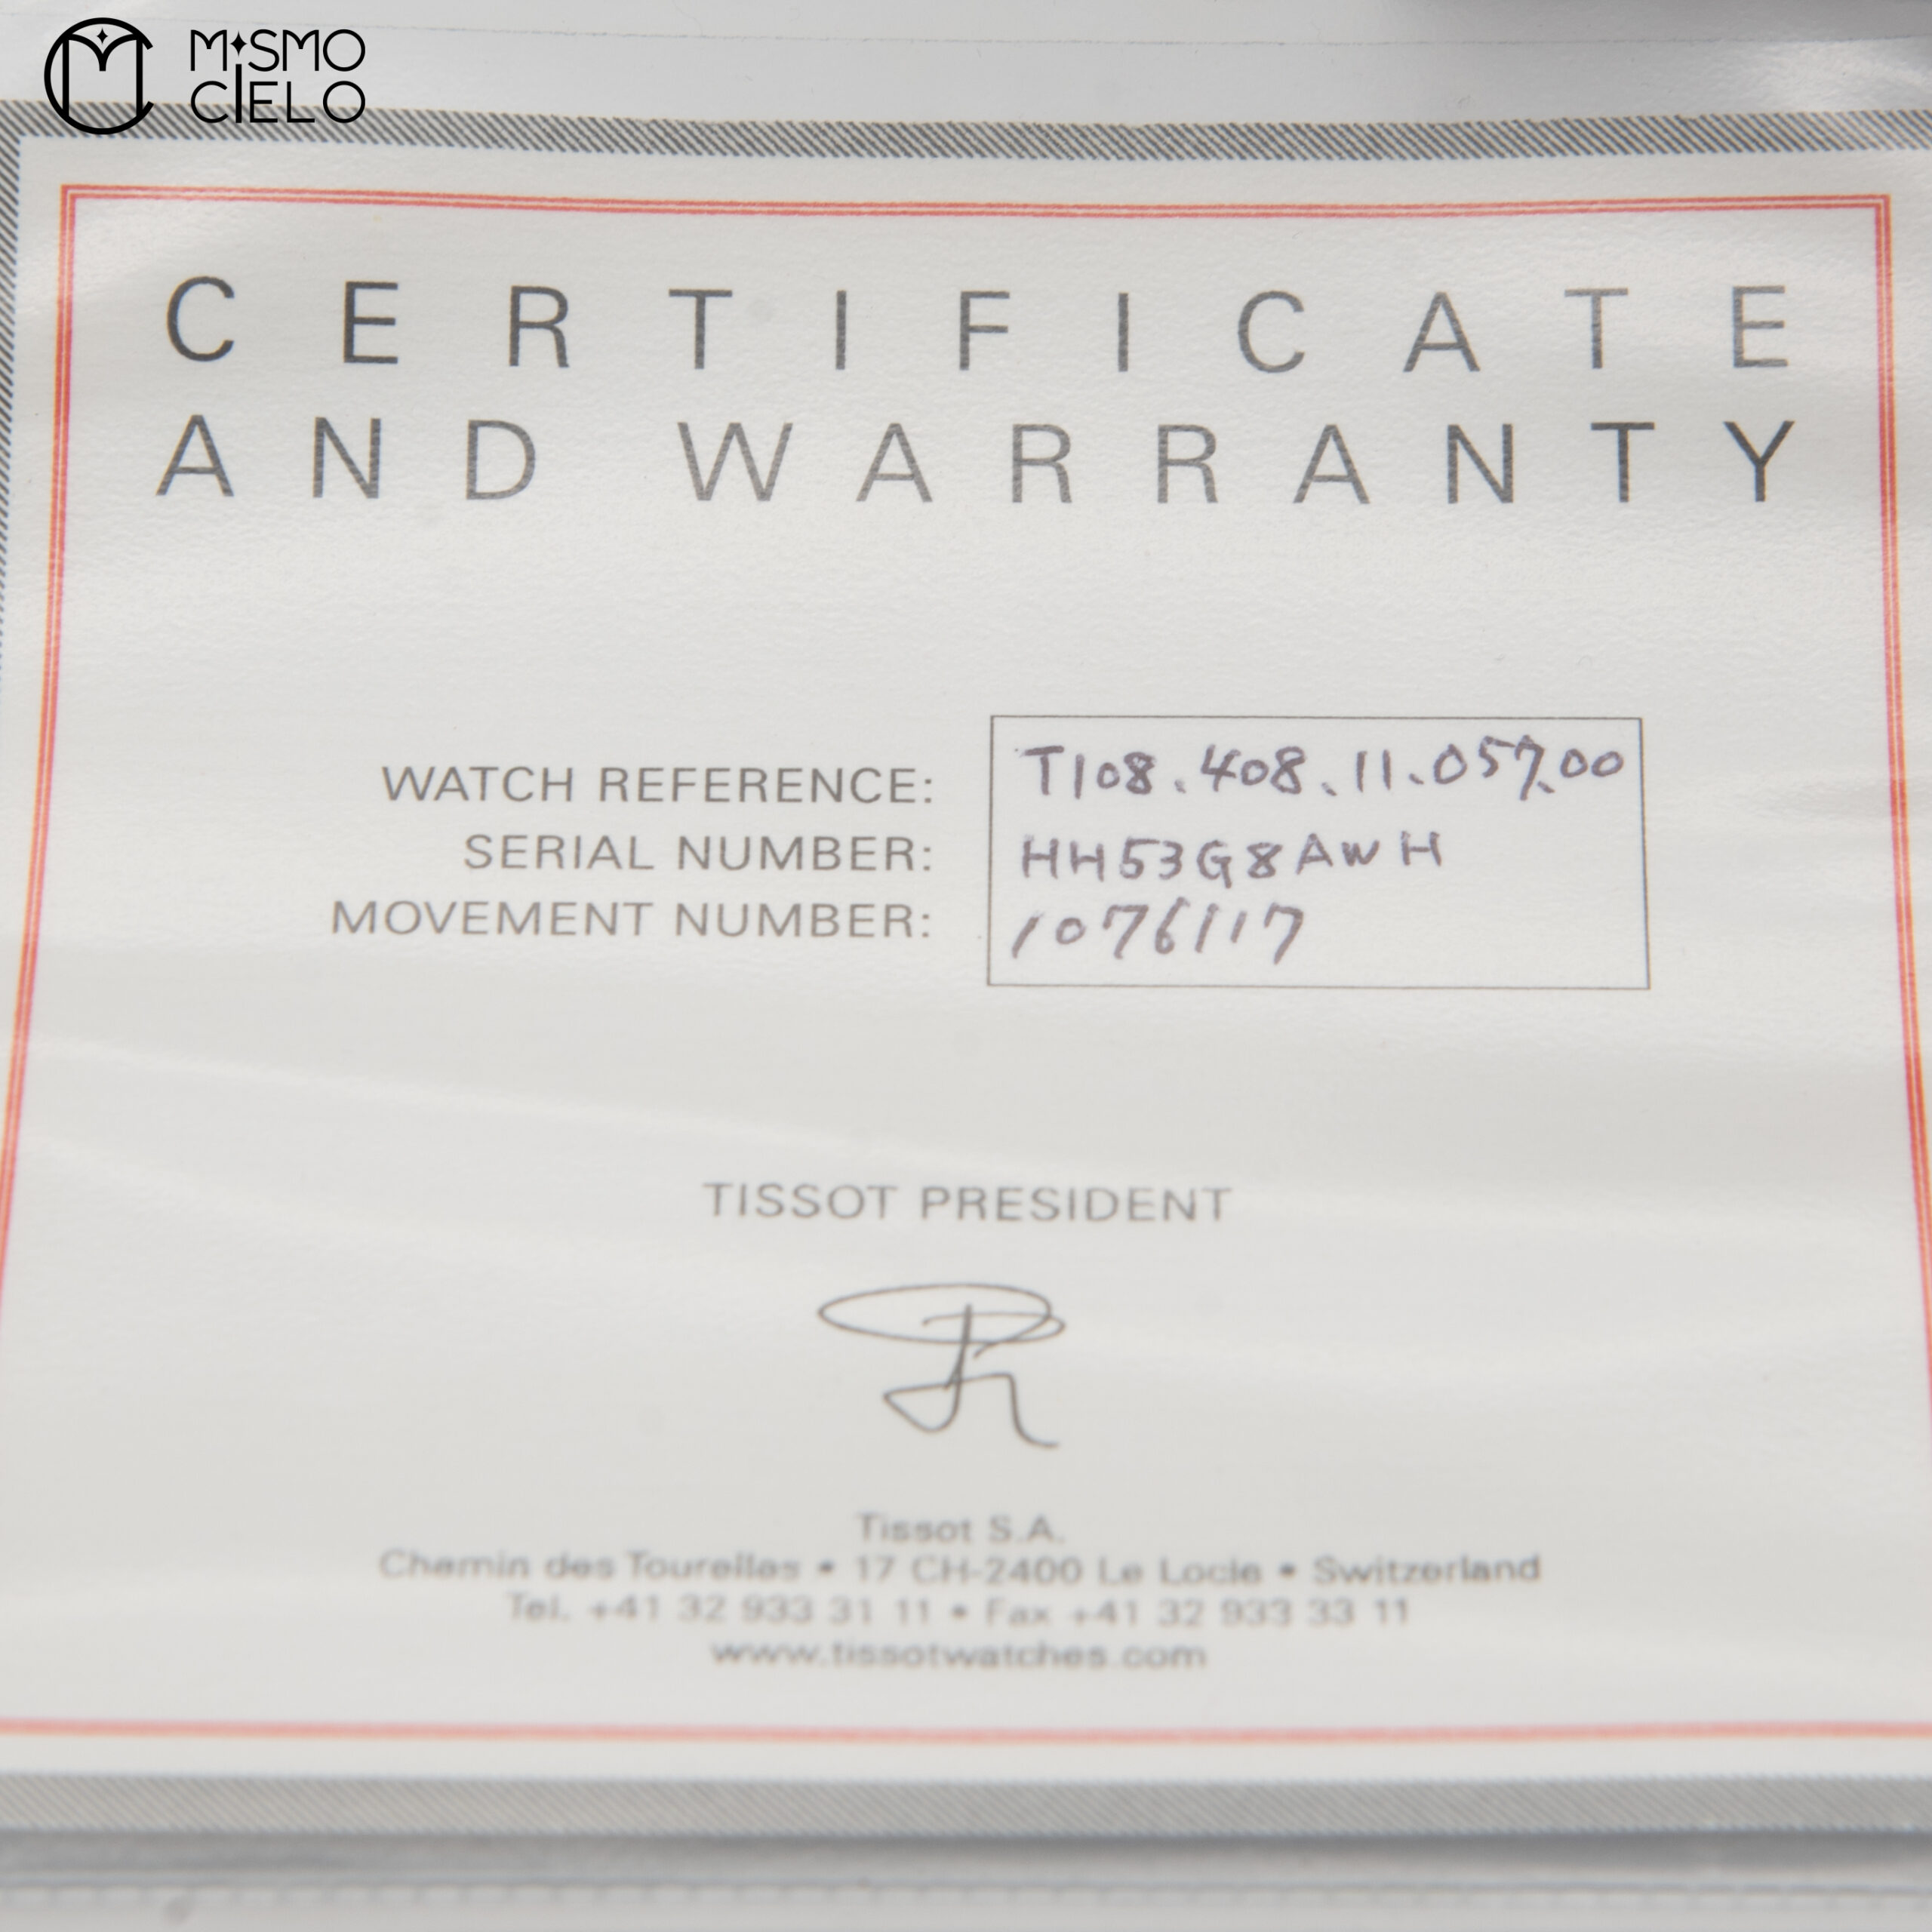 MISMO
CIELO
CERTIFICATE
AND WARRANTY
WATCH REFERENCE: T108.408.11.057.00
SERIAL NUMBER: HH53G8AWH
MOVEMENT NUMBER: 1076117
TISSOT PRESIDENT
Tissot S.A.
Chemin des Tourelles • 17 CH-2400 Le Locle • Switzerland
Tel. +41 32 933 31 11 • Fax +41 32 933 33 11
www.tissotwatches.com